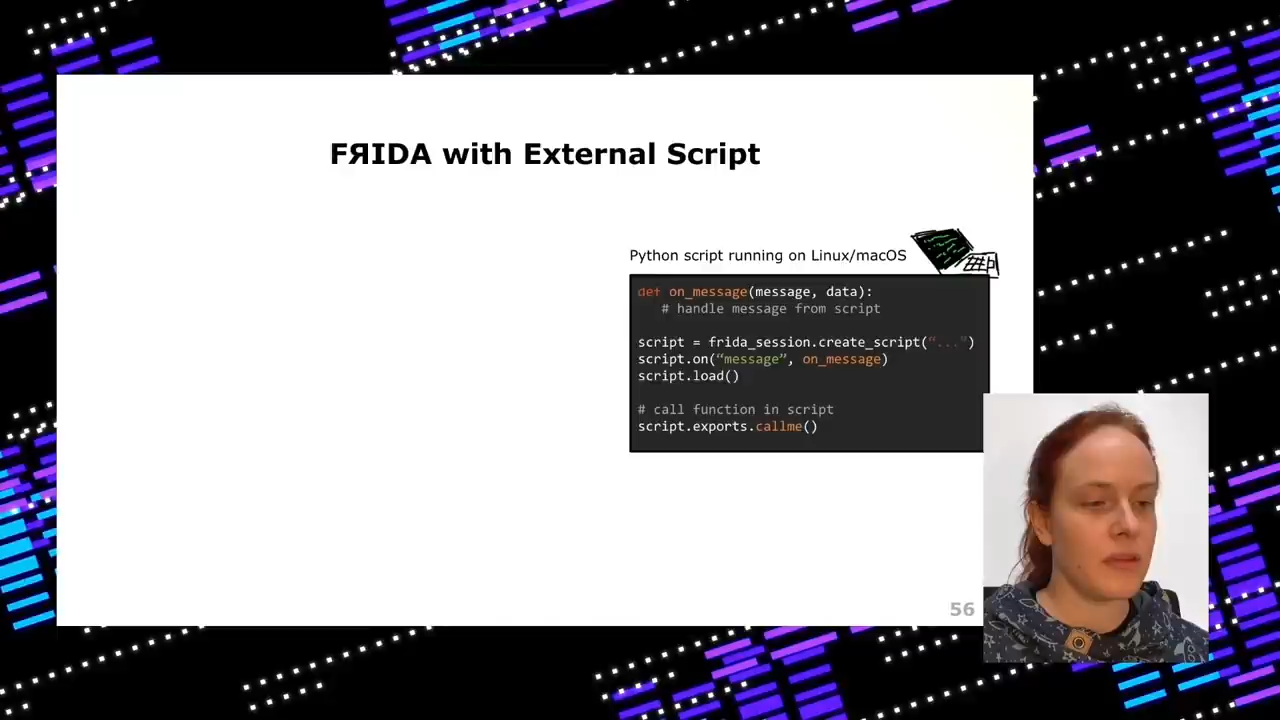 FЯIDA with External Script
Python script running on Linux/macOS
def on_message(message, data):
# handle message from script
script = frida_session.create_script(“...”)
script.on(“message”, on_message)
script.load()
# call function in script
script.exports.callme()
56